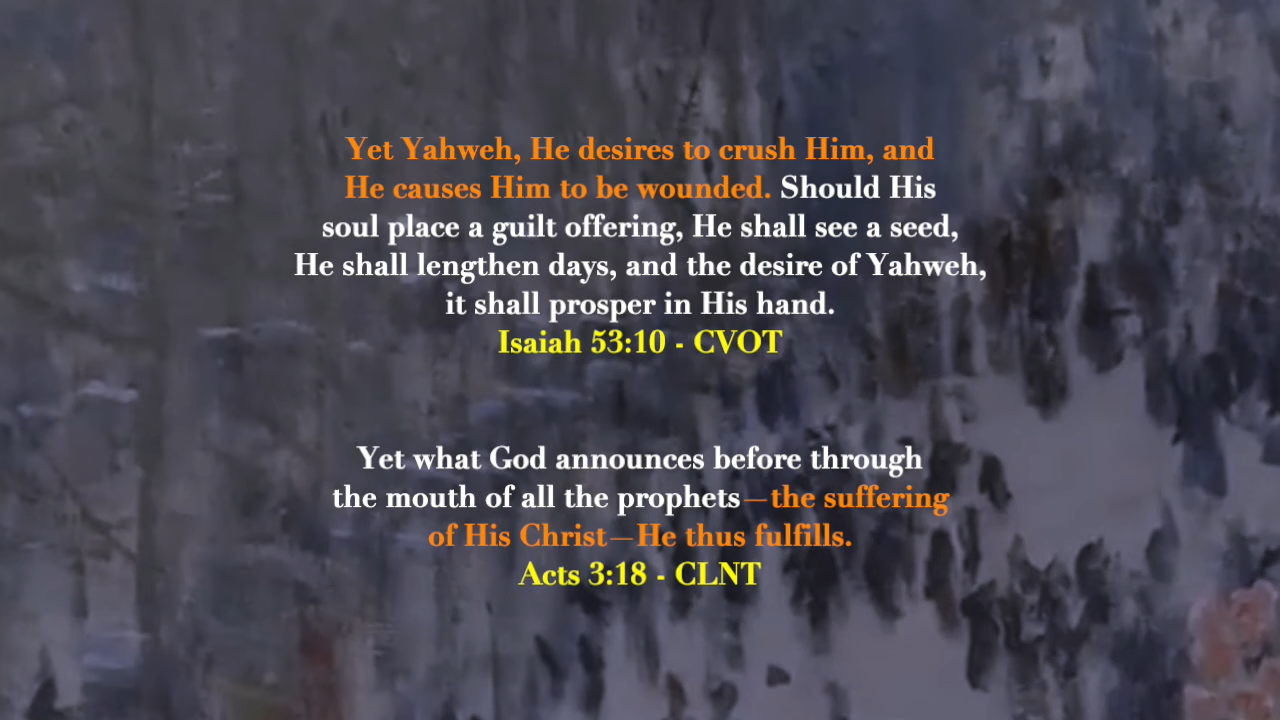 Yet Yahweh, He desires to crush Him, and
He causes Him to be wounded. Should His
soul place a guilt offering, He shall see a seed,
He shall lengthen days, and the desire of Yahweh,
it shall prosper in His hand.
Isaiah 53:10 - CVOT
Yet what God announces before through
the mouth of all the prophets—the suffering
of His Christ—He thus fulfills.
Acts 3:18 - CLNT